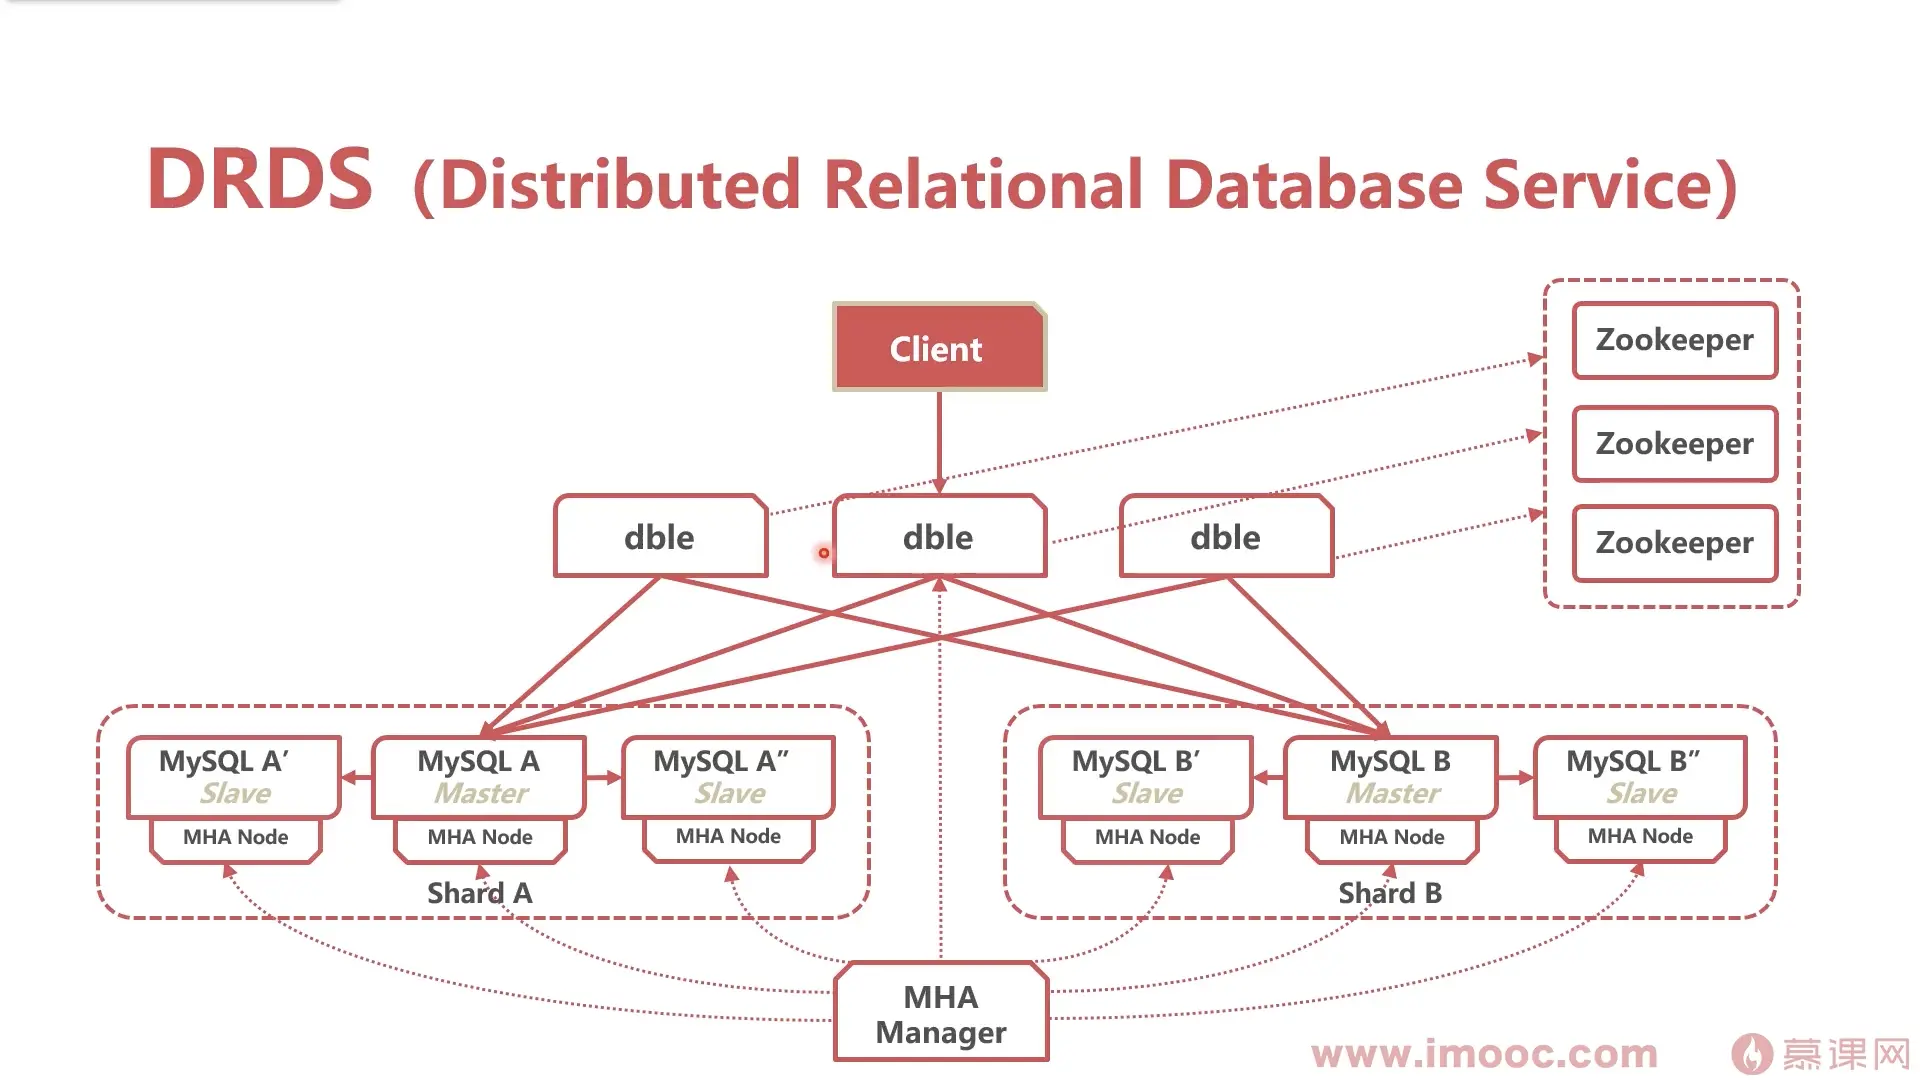 DRDS（Distributed Relational Database Service）
Client
Zookeeper
Zookeeper
Zookeeper
dble
dble
dble
MySQL A’
Slave
MHA Node
MySQL A
Master
MHA Node
MySQL A”
Slave
MHA Node
Shard A
MySQL B’
Slave
MHA Node
MySQL B
Master
MHA Node
MySQL B”
Slave
MHA Node
Shard B
MHA
Manager
www.imooc.com
慕课网